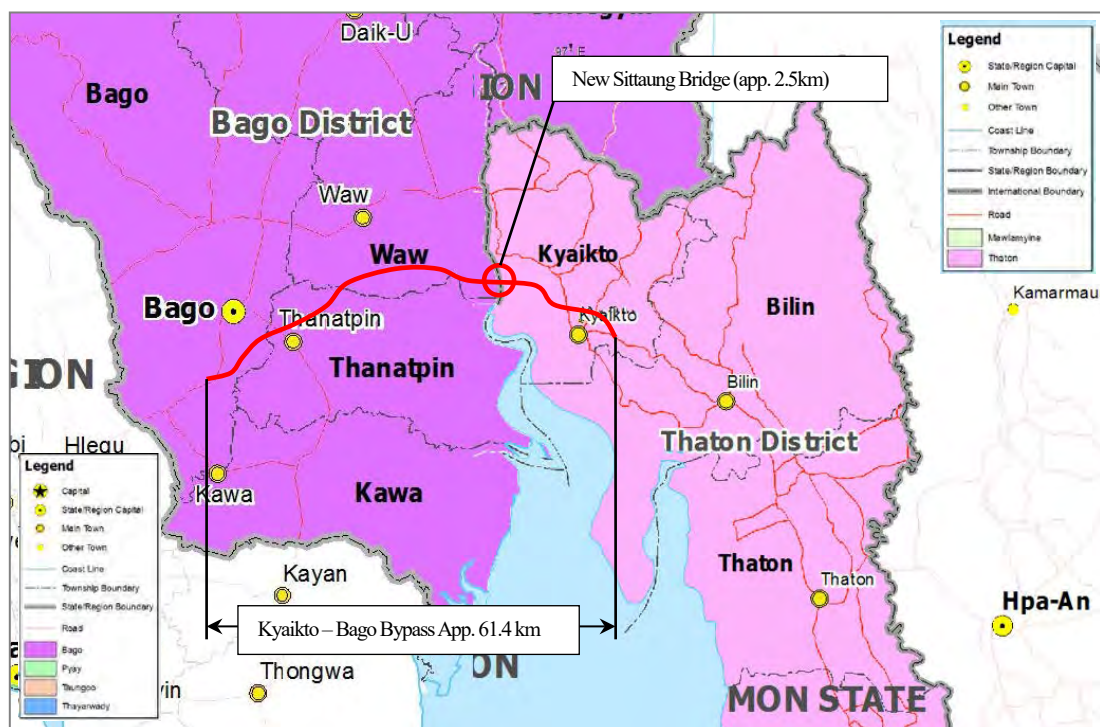 Daik-U
97° E
ION
New Sittaung Bridge (app. 2.5km)
Bago
Bago District
Waw
Waw
Kyaikto
Bilin
Bago
Thanatpin
Kyaikto
Thanatpin
Bilin
GION
Hlegu
Thaton District
Kawa
Kawa
Thaton
Thaton
Kayan
Kyaikto – Bago Bypass App. 61.4 km
Thongwa
ON
MON STATE
Kamarmau
Hpa-An
Legend
State/Region Capital
Main Town
Other Town
Coast Line
Township Boundary
State/Region Boundary
International Boundary
Road
Mawlamyine
Thaton
Legend
Capital
State/Region Capital
Main Town
Other Town
Coast Line
Township Boundary
State/Region Boundary
Road
Bago
Pyay
Taungoo
Thayarwady